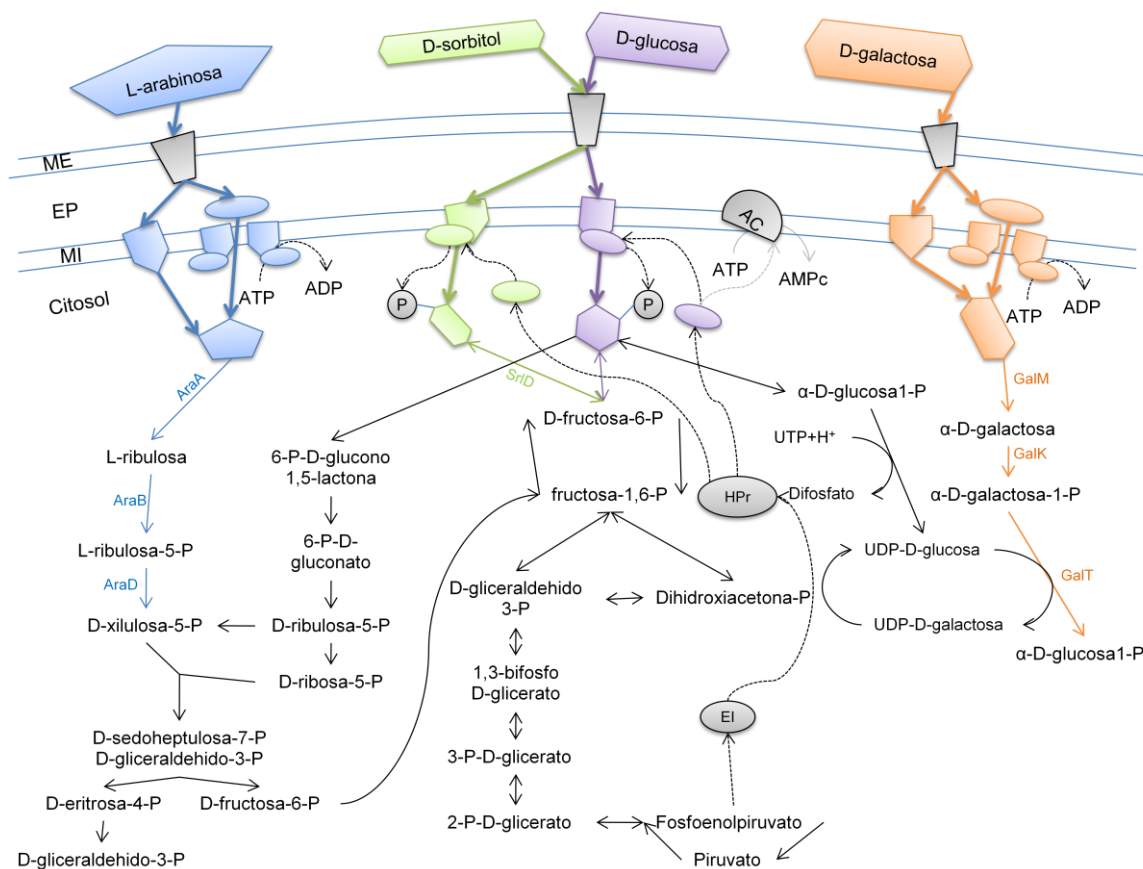 L-arabinosa
D-sorbitol
D-glucosa
D-galactosa
ME
EP
MI
Citosol
ATP
ADP
P
P
AC
ATP
AMPc
ATP
ADP
AraA
SrlD
GalM
L-ribulosa
6-P-D-glucono
1,5-lactona
D-fructosa-6-P
α-D-glucosa1-P
UTP+H⁺
α-D-galactosa
GalK
AraB
fructosa-1,6-P
HPr
Difosfato
α-D-galactosa-1-P
L-ribulosa-5-P
6-P-D-
gluconato
UDP-D-glucosa
GalT
AraD
D-gliceraldehido
3-P
Dihidroxiacetona-P
D-xilulosa-5-P
D-ribulosa-5-P
UDP-D-galactosa
α-D-glucosa1-P
D-ribosa-5-P
1,3-bifosfo
D-glicerato
EI
D-sedoheptulosa-7-P
D-gliceraldehido-3-P
3-P-D-glicerato
D-eritrosa-4-P
D-fructosa-6-P
2-P-D-glicerato
Fosfoenolpiruvato
D-gliceraldehido-3-P
Piruvato